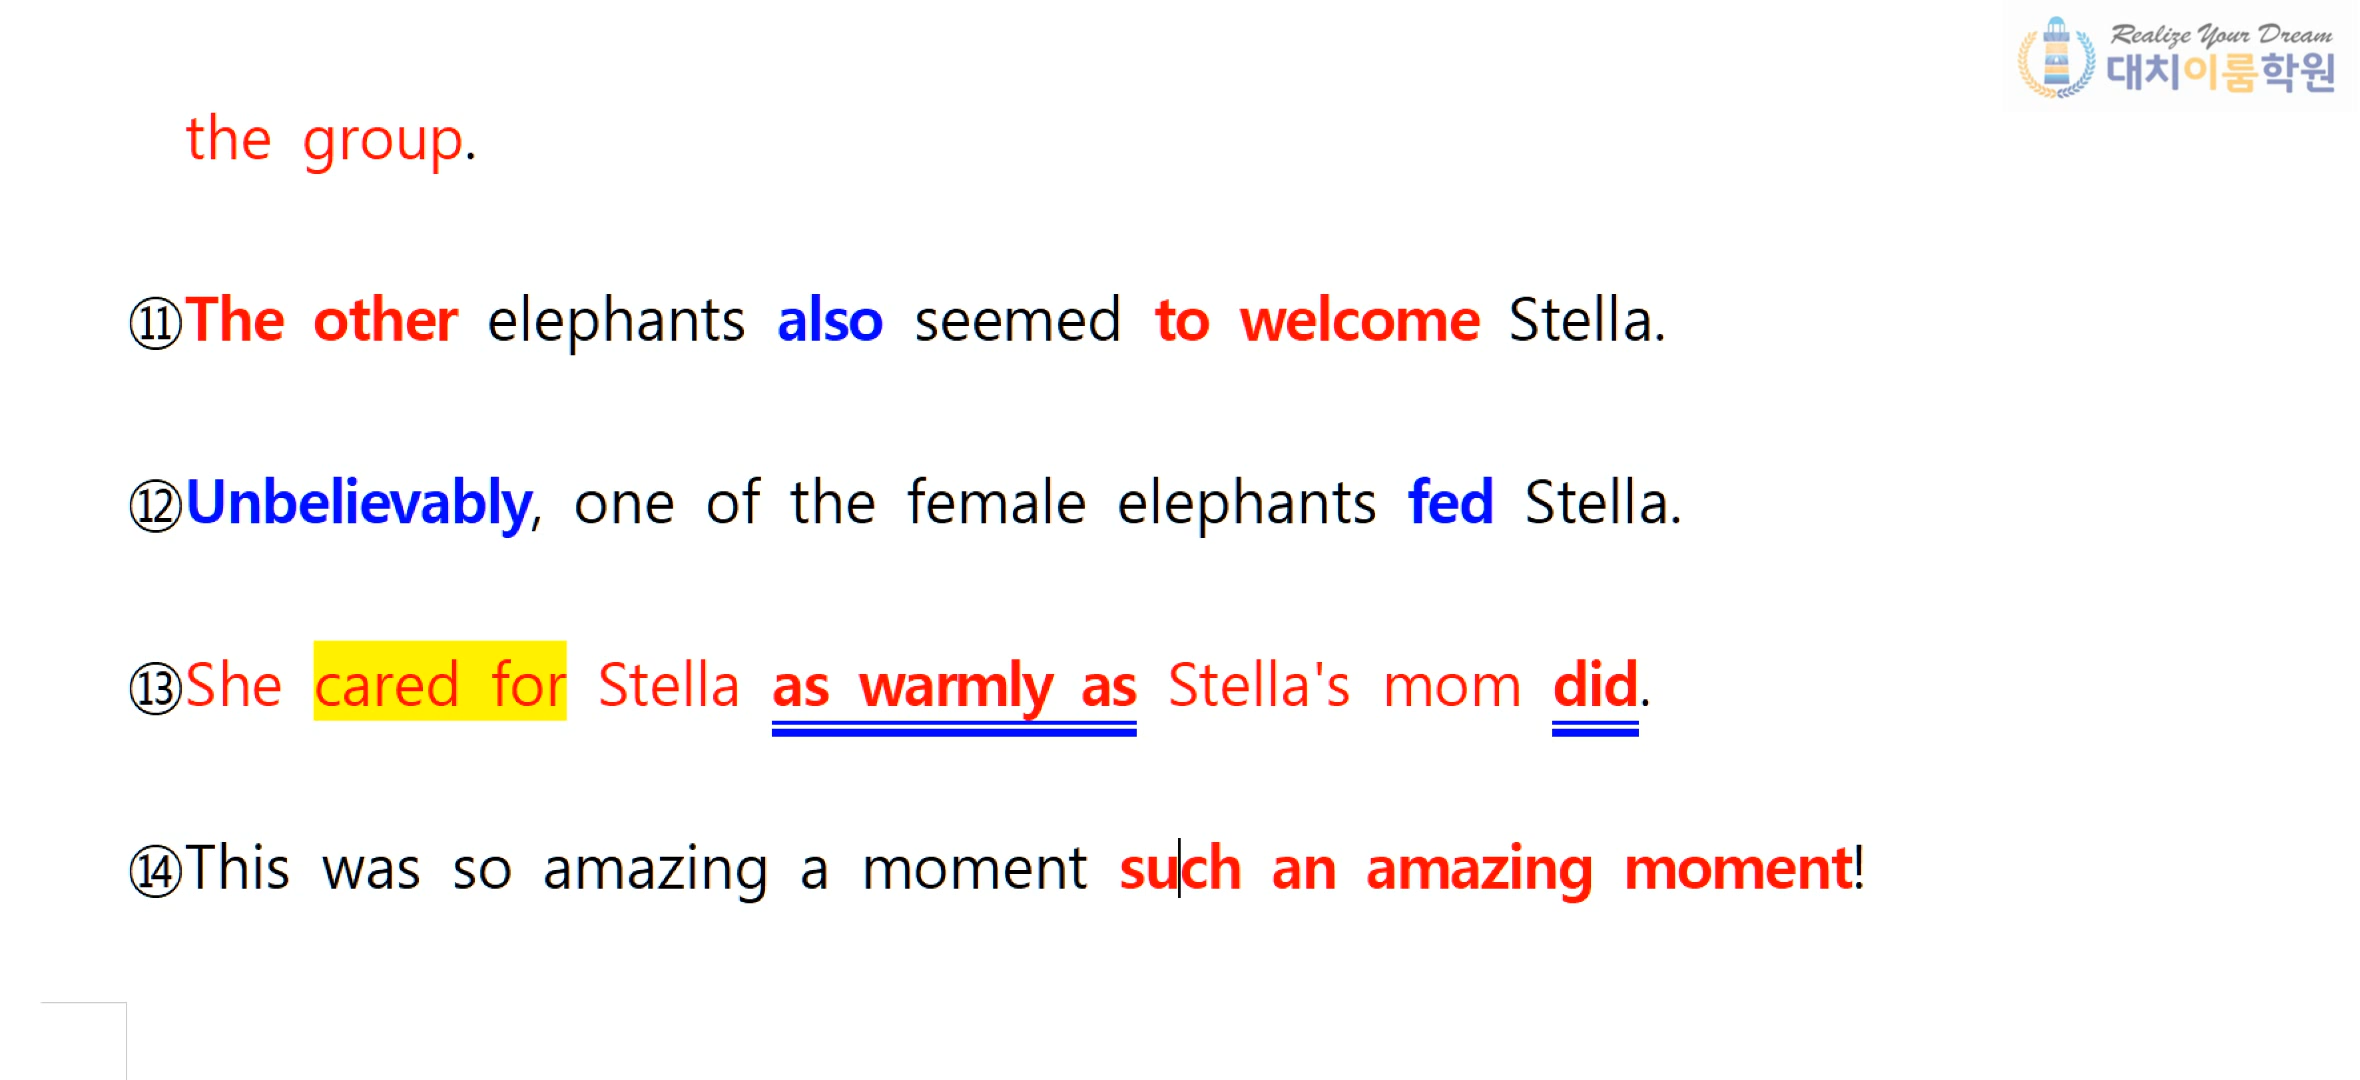 Realize Your Dream
대치이룸학원
the group.
⑪The other elephants also seemed to welcome Stella.
⑫Unbelievably, one of the female elephants fed Stella.
⑬She cared for Stella as warmly as Stella's mom did.
⑭This was so amazing a moment such an amazing moment!